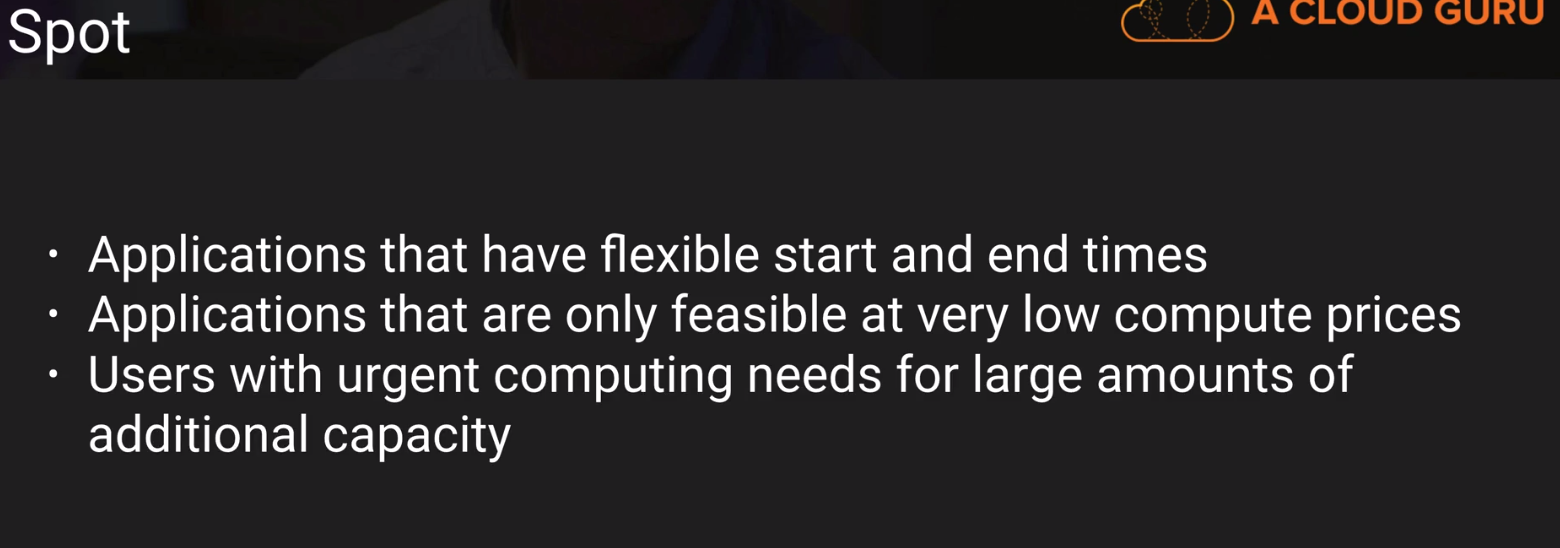 Spot
A CLOUD GURU
• Applications that have flexible start and end times
• Applications that are only feasible at very low compute prices
• Users with urgent computing needs for large amounts of
additional capacity